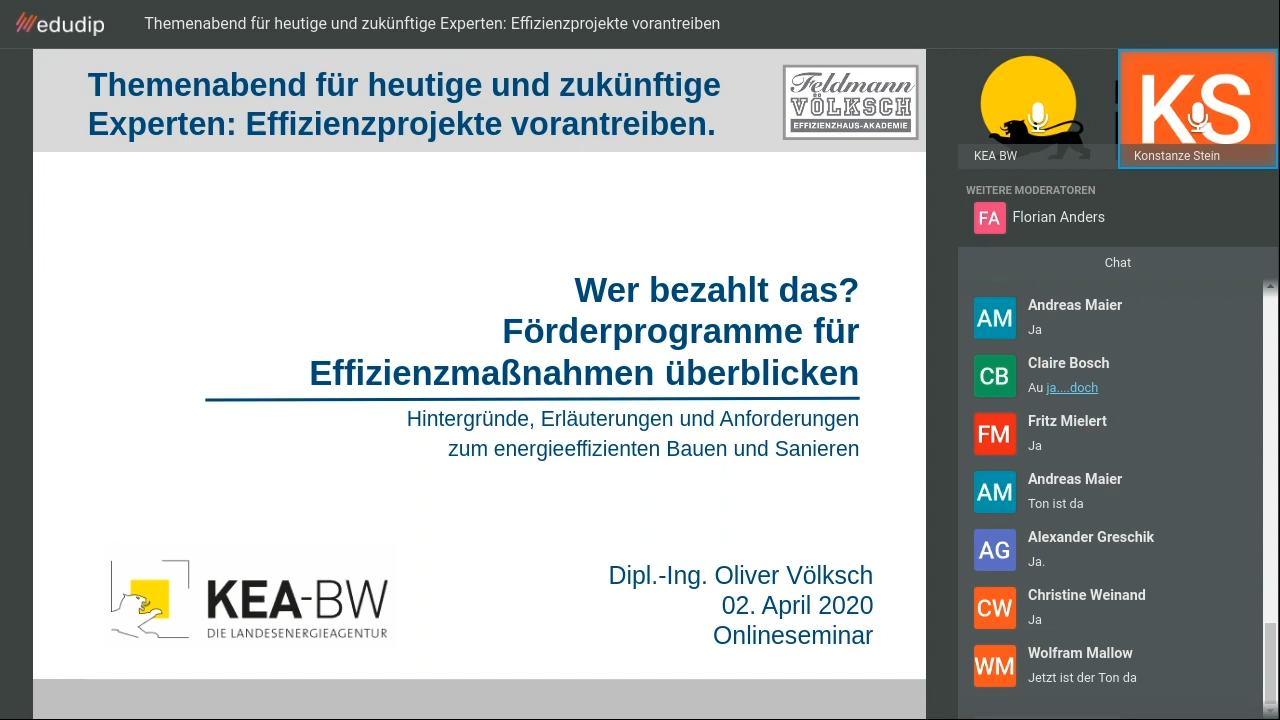 edudip
Themenabend für heutige und zukünftige Experten: Effizienzprojekte vorantreiben
Themenabend für heutige und zukünftige
Experten: Effizienzprojekte vorantreiben.
Feldmann
VÖLKSCH
EFFIZIENZHAUS-AKADEMIE
Wer bezahlt das?
Förderprogramme für
Effizienzmaßnahmen überblicken
Hintergründe, Erläuterungen und Anforderungen
zum energieeffizienten Bauen und Sanieren
KEA-BW
DIE LANDESENERGIEAGENTUR
Dipl.-Ing. Oliver Völksch
02. April 2020
Onlineseminar
KEA BW
KS
Konstanze Stein
WEITERE MODERATOREN
FA
Florian Anders
Chat
AM
Andreas Maier
Ja
CB
Claire Bosch
Au ja....doch
FM
Fritz Mielert
Ja
AM
Andreas Maier
Ton ist da
AG
Alexander Greschik
Ja.
CW
Christine Weinand
Ja
WM
Wolfram Mallow
Jetzt ist der Ton da